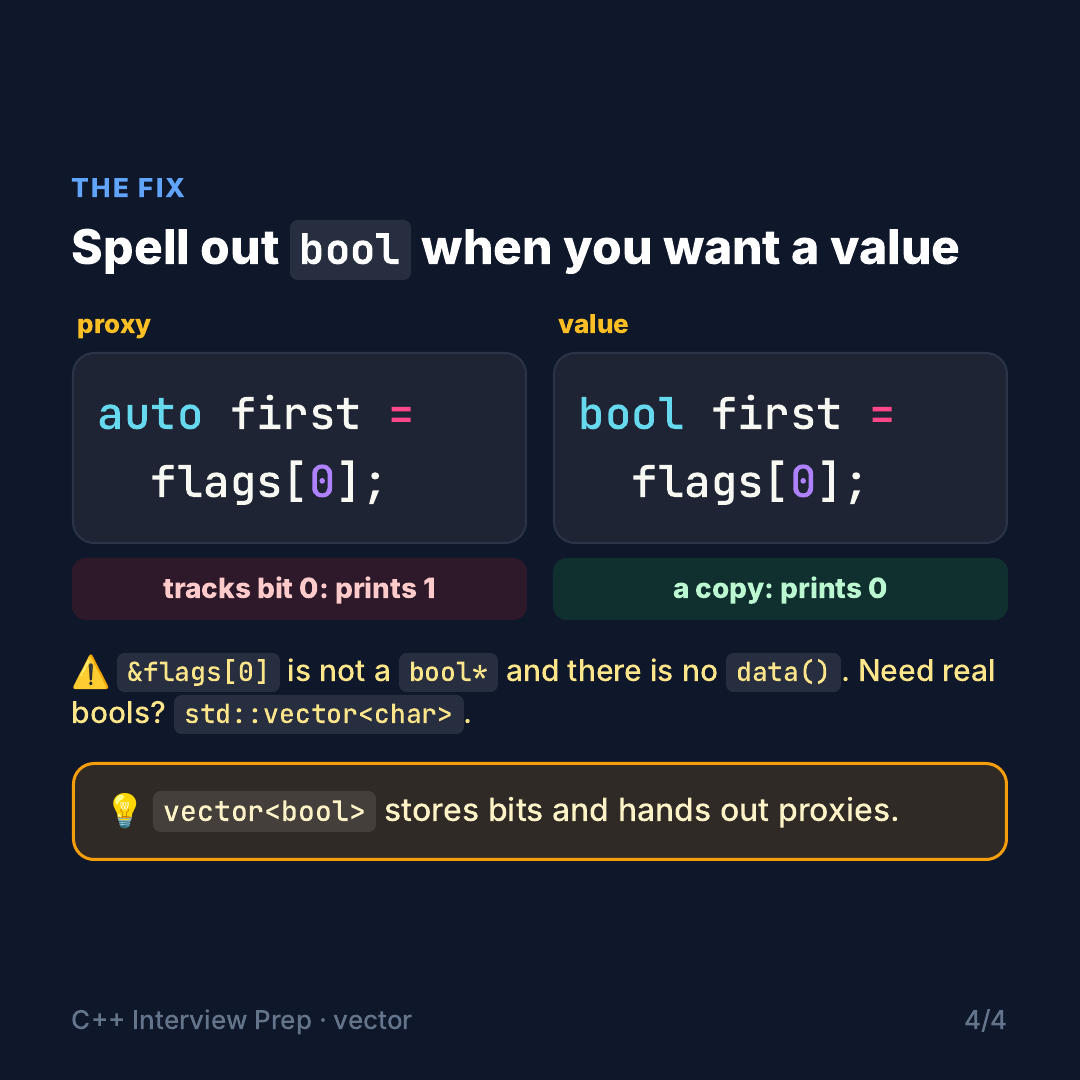 THE FIX
Spell out bool when you want a value
proxy
auto first =
  flags[0];
tracks bit 0: prints 1
value
bool first =
  flags[0];
a copy: prints 0
⚠️ &flags[0] is not a bool* and there is no data(). Need real
bools? std::vector<char>.
💡 vector<bool> stores bits and hands out proxies.
C++ Interview Prep · vector
4/4